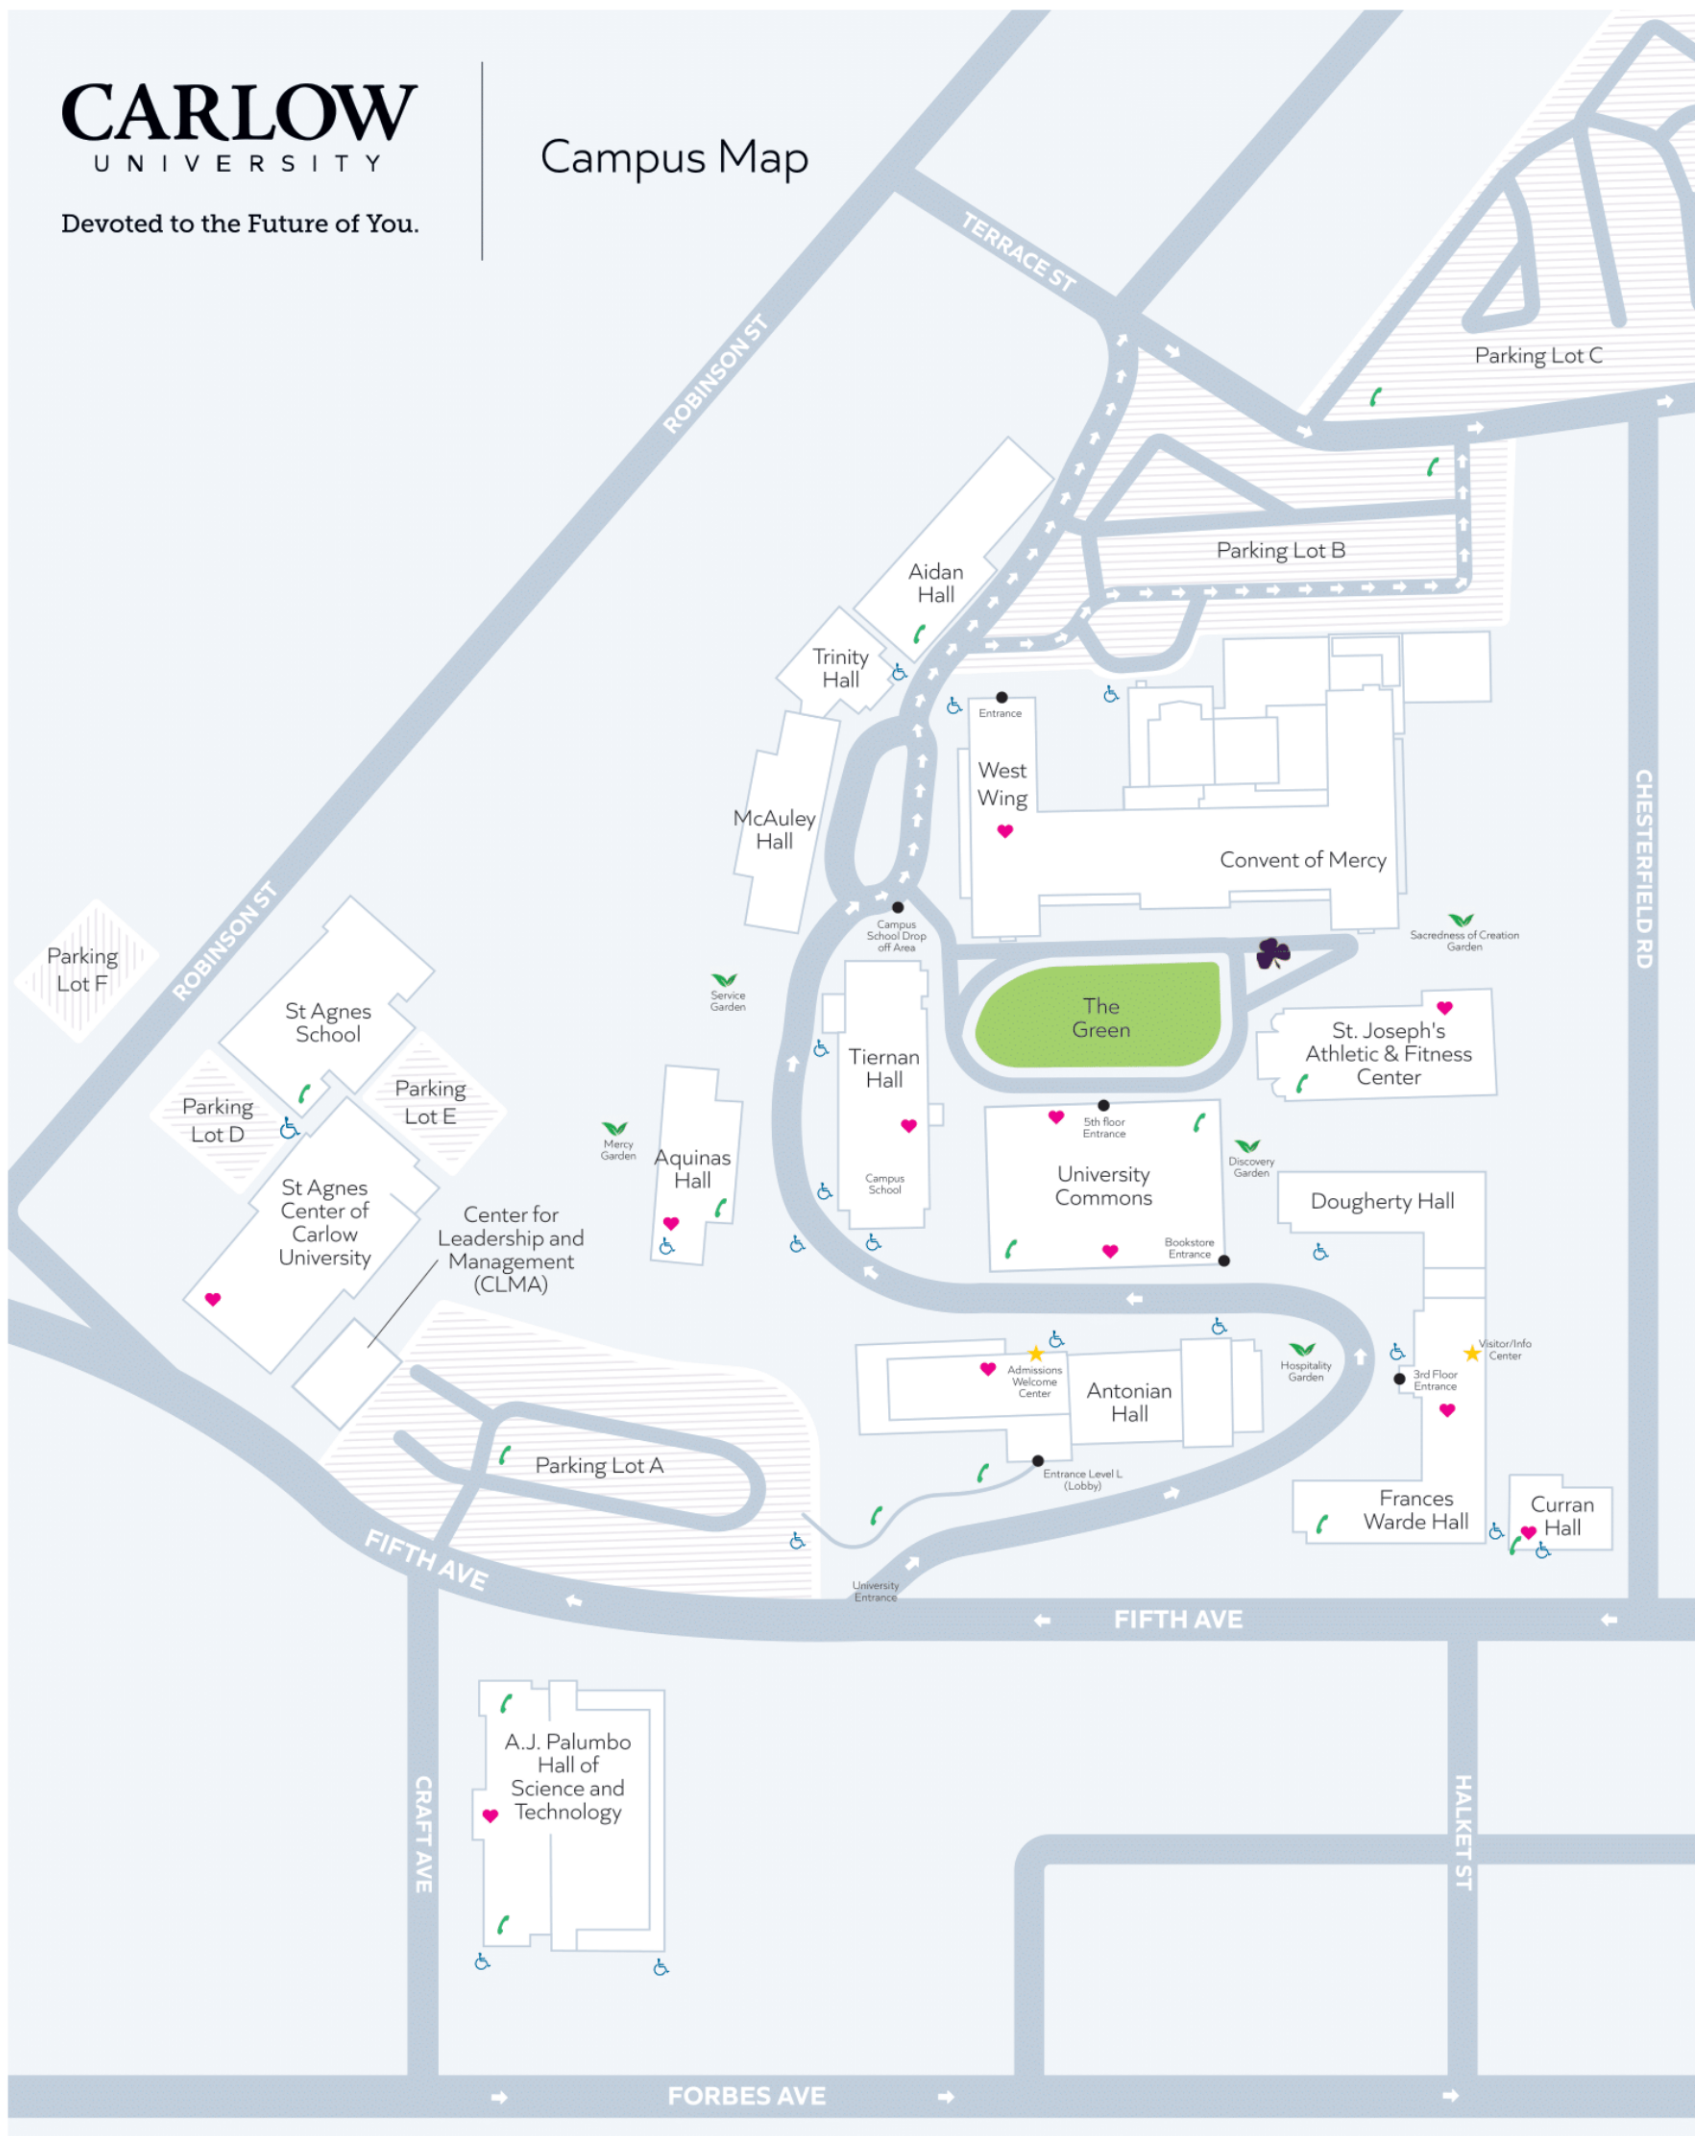 CARLOW
UNIVERSITY
Devoted to the Future of You.
Campus Map
TERRACE ST
ROBINSON ST
Parking Lot C
Parking Lot B
Aidan
Hall
Trinity
Hall
Entrance
West
Wing
McAuley
Hall
Convent of Mercy
CHESTERFIELD RD
ROBINSON ST
Parking
Lot F
Campus
School Drop
off Area
Sacredness of Creation
Garden
Service
Garden
St Agnes
School
The
Green
St. Joseph's
Athletic & Fitness
Center
Tiernan
Hall
Parking
Lot D
Parking
Lot E
5th floor
Entrance
Mercy
Garden
Aquinas
Hall
Campus
School
University
Commons
Discovery
Garden
Dougherty Hall
St Agnes
Center of
Carlow
University
Center for
Leadership and
Management
(CLMA)
Bookstore
Entrance
Admissions
Welcome
Center
Antonian
Hall
Hospitality
Garden
Visitor/Info
Center
3rd Floor
Entrance
Parking Lot A
Entrance Level L
(Lobby)
Frances
Warde Hall
Curran
Hall
FIFTH AVE
University
Entrance
FIFTH AVE
A.J. Palumbo
Hall of
Science and
Technology
CRAFT AVE
HALKET ST
FORBES AVE